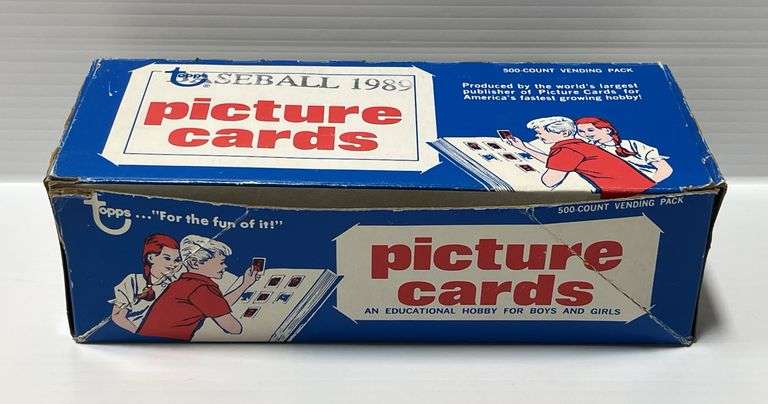 500-COUNT VENDING PACK
topps
BASEBALL 1989
®
picture
cards
Produced by the world's largest
publisher of Picture Cards for
America's fastest growing hobby!
topps ... "For the fun of it!"
500-COUNT VENDING PACK
picture
cards
AN EDUCATIONAL HOBBY FOR BOYS AND GIRLS